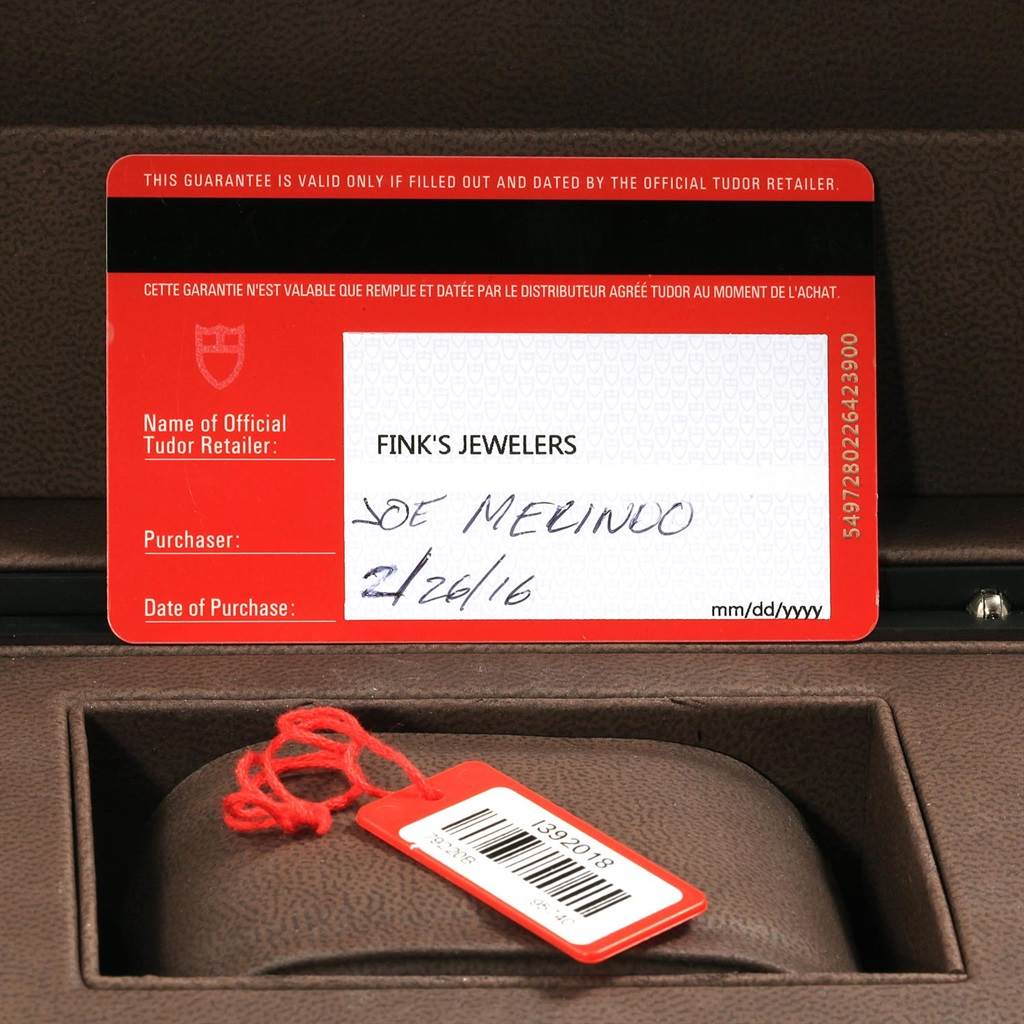 THIS GUARANTEE IS VALID ONLY IF FILLED OUT AND DATED BY THE OFFICIAL TUDOR RETAILER.
CETTE GARANTIE N'EST VALABLE QUE REMPLIE ET DATÉE PAR LE DISTRIBUTEUR AGRÉÉ TUDOR AU MOMENT DE L'ACHAT.
Name of Official
Tudor Retailer:
FINK'S JEWELERS
Purchaser:
JOE MERINDO
Date of Purchase:
2/26/16
mm/dd/yyyy
5497280226423900
I392018
79220B